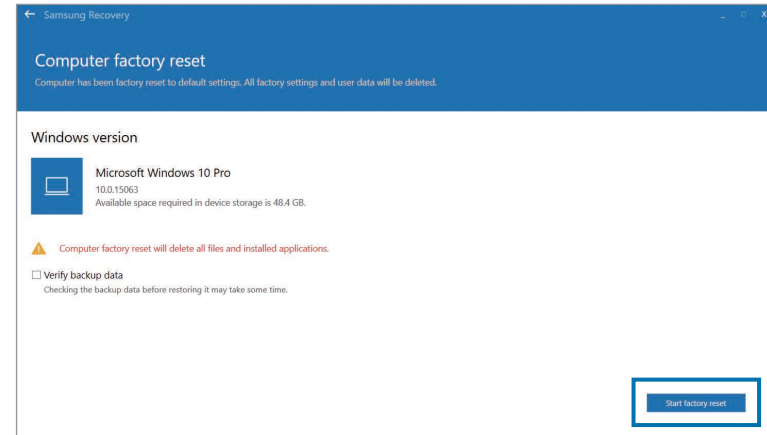 Samsung Recovery
Computer factory reset
Computer has been factory reset to default settings. All factory settings and user data will be deleted.
Windows version
Microsoft Windows 10 Pro
10.0.15063
Available space required in device storage is 48.4 GB.
Computer factory reset will delete all files and installed applications.
Verify backup data
Checking the backup data before restoring it may take some time.
Start factory reset